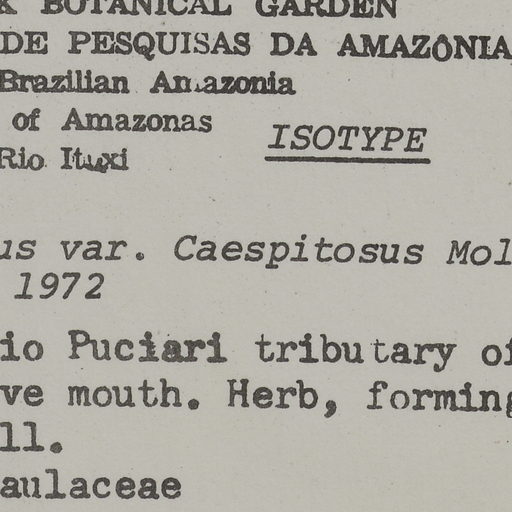 K BOTANICAL GARDEN
DE PESQUISAS DA AMAZÔNIA
Brazilian Amazonia
of Amazonas
ISOTYPE
Rio Ituxi
us var. Caespitosus Mol
1972
io Puciari tributary of
ve mouth. Herb, forming
ll.
aulaceae